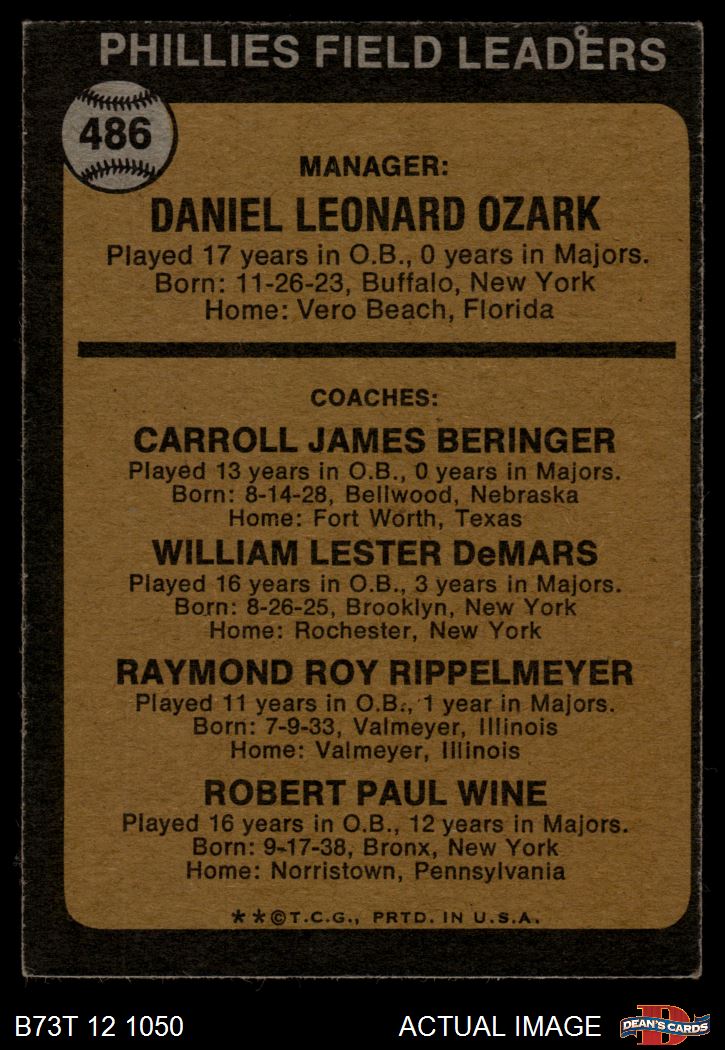 PHILLIES FIELD LEADERS
486
MANAGER:
DANIEL LEONARD OZARK
Played 17 years in O.B., 0 years in Majors.
Born: 11-26-23, Buffalo, New York
Home: Vero Beach, Florida
COACHES:
CARROLL JAMES BERINGER
Played 13 years in O.B., 0 years in Majors.
Born: 8-14-28, Bellwood, Nebraska
Home: Fort Worth, Texas
WILLIAM LESTER DeMARS
Played 16 years in O.B., 3 years in Majors.
Born: 8-26-25, Brooklyn, New York
Home: Rochester, New York
RAYMOND ROY RIPPELMEYER
Played 11 years in O.B., 1 year in Majors.
Born: 7-9-33, Valmeyer, Illinois
Home: Valmeyer, Illinois
ROBERT PAUL WINE
Played 16 years in O.B., 12 years in Majors.
Born: 9-17-38, Bronx, New York
Home: Norristown, Pennsylvania
**©T.C.G., PRTD. IN U.S.A.
B73T 12 1050 ACTUAL IMAGE
D
DEAN'S CARDS